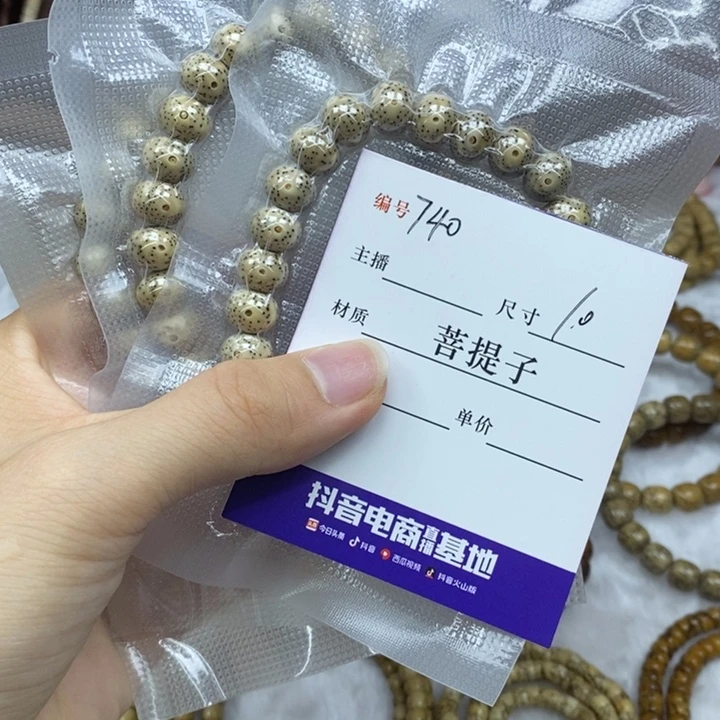 编号 740
主播
尺寸 1.0
材质 菩提子
单价
抖音电商直播基地
今日头条 抖音 西瓜视频 抖音火山版